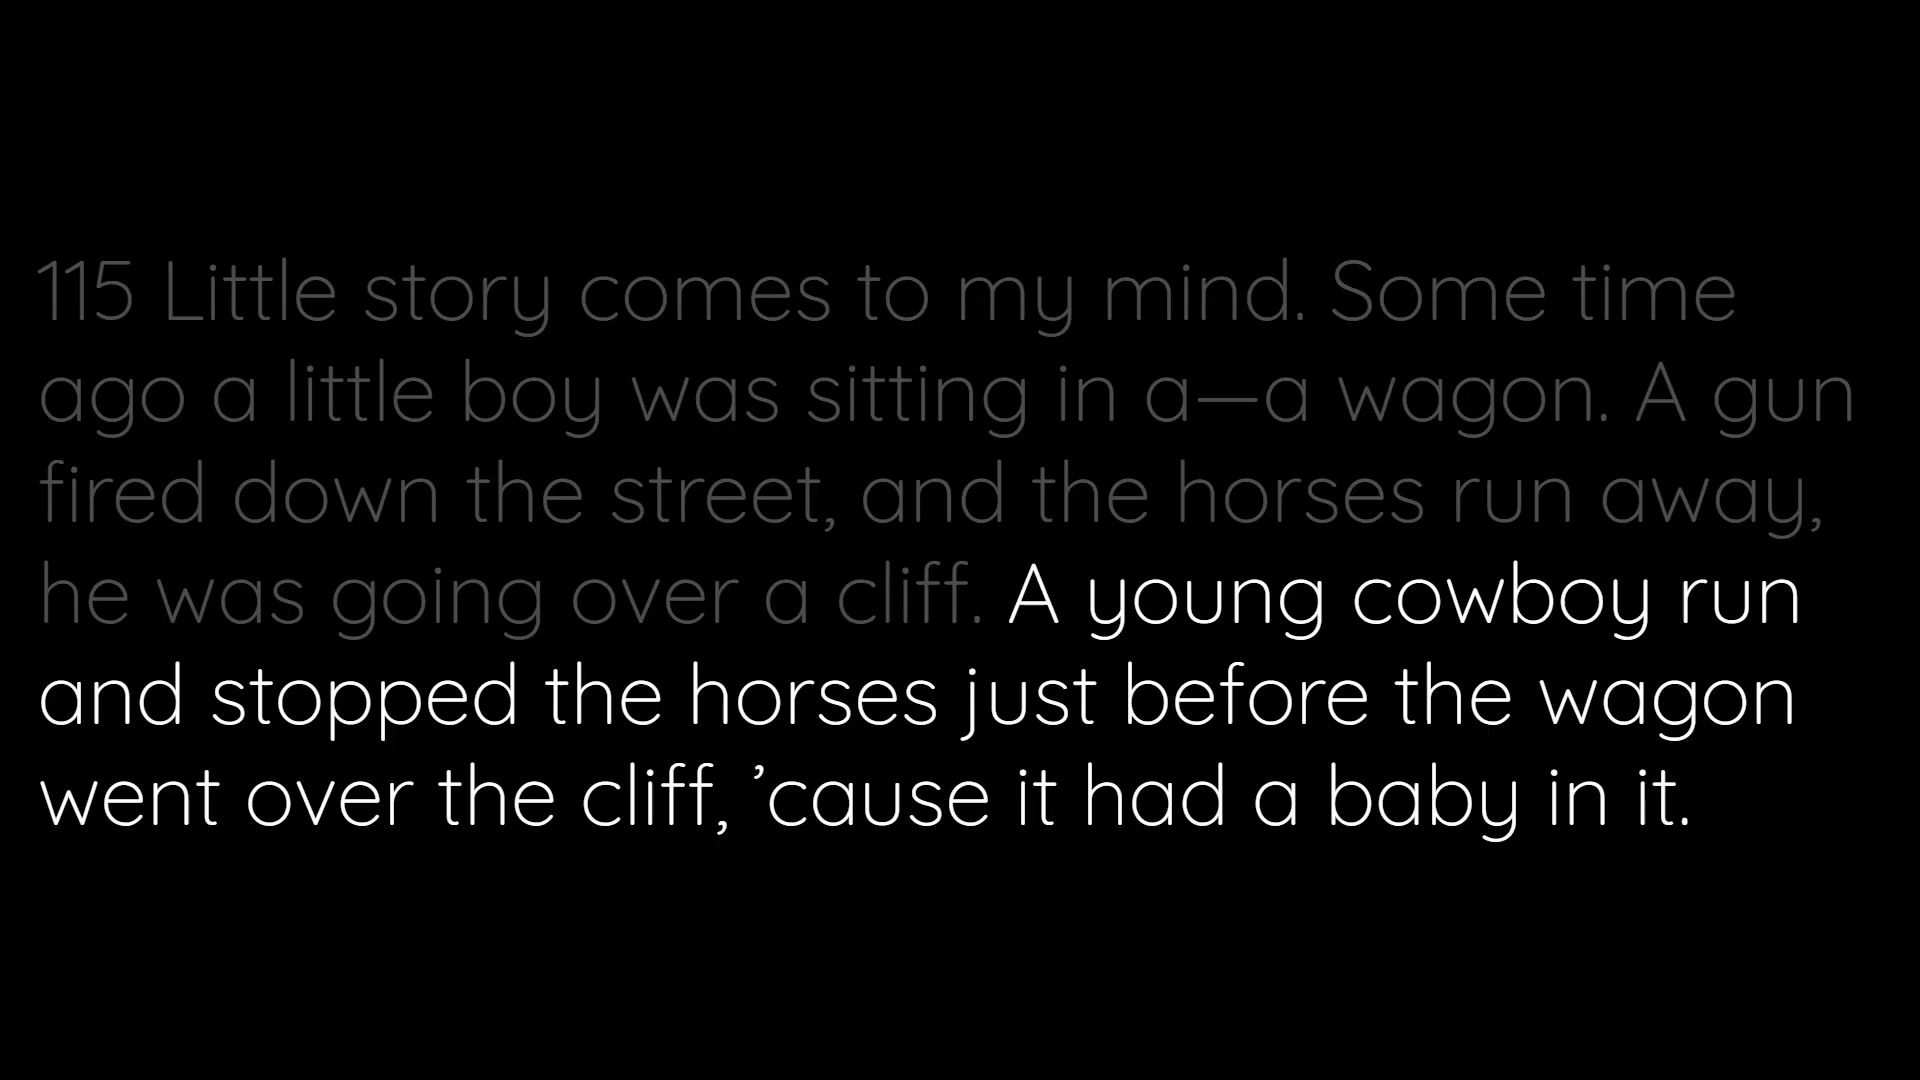 115 Little story comes to my mind. Some time
ago a little boy was sitting in a—a wagon. A gun
fired down the street, and the horses run away,
he was going over a cliff. A young cowboy run
and stopped the horses just before the wagon
went over the cliff, ’cause it had a baby in it.